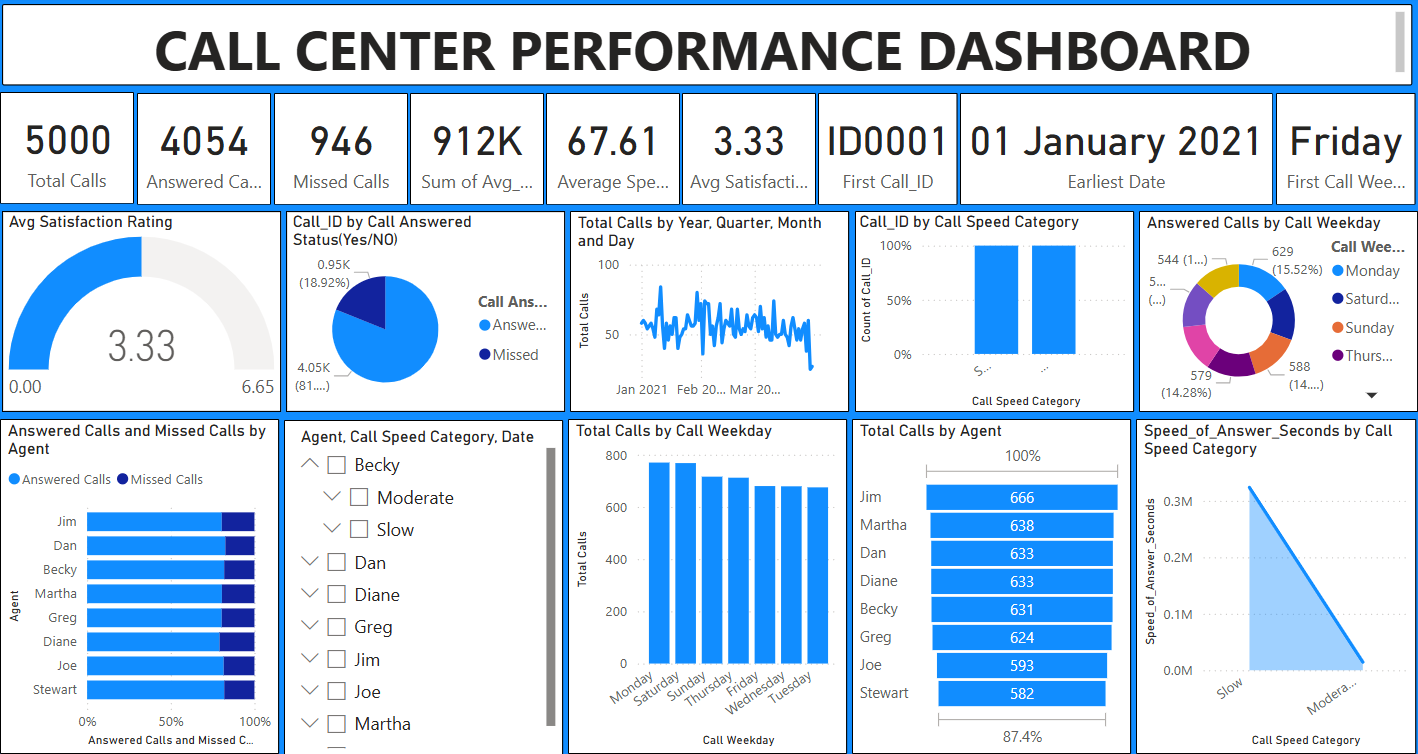 CALL CENTER PERFORMANCE DASHBOARD
5000
Total Calls
4054
Answered Ca...
946
Missed Calls
912K
Sum of Avg_...
67.61
Average Spe...
3.33
Avg Satisfacti...
ID0001
First Call_ID
01 January 2021
Earliest Date
Friday
First Call Wee...
Avg Satisfaction Rating
3.33
0.00
6.65
Call_ID by Call Answered
Status(Yes/NO)
0.95K
(18.92%)
4.05K
(81....)
Call Ans...
Answe...
Missed
Total Calls by Year, Quarter, Month
and Day
Total Calls
100
50
Jan 2021
Feb 20...
Mar 20...
Call_ID by Call Speed Category
Count of Call_ID
100%
50%
0%
S...
...
Call Speed Category
Answered Calls by Call Weekday
544 (1...)
629
(15.52%)
5...
(...)
579
(14.28%)
588
(14....)
Call Wee...
Monday
Saturd...
Sunday
Thurs...
Answered Calls and Missed Calls by
Agent
Answered Calls
Missed Calls
Agent
Jim
Dan
Becky
Martha
Greg
Diane
Joe
Stewart
0%
50%
100%
Answered Calls and Missed C...
Agent, Call Speed Category, Date
Becky
Moderate
Slow
Dan
Diane
Greg
Jim
Joe
Martha
Total Calls by Call Weekday
Total Calls
800
600
400
200
0
Monday
Saturday
Sunday
Thursday
Friday
Wednesday
Tuesday
Call Weekday
Total Calls by Agent
100%
Jim 666
Martha 638
Dan 633
Diane 633
Becky 631
Greg 624
Joe 593
Stewart 582
87.4%
Speed_of_Answer_Seconds by Call
Speed Category
Speed_of_Answer_Seconds
0.3M
0.2M
0.1M
0.0M
Slow
Modera...
Call Speed Category